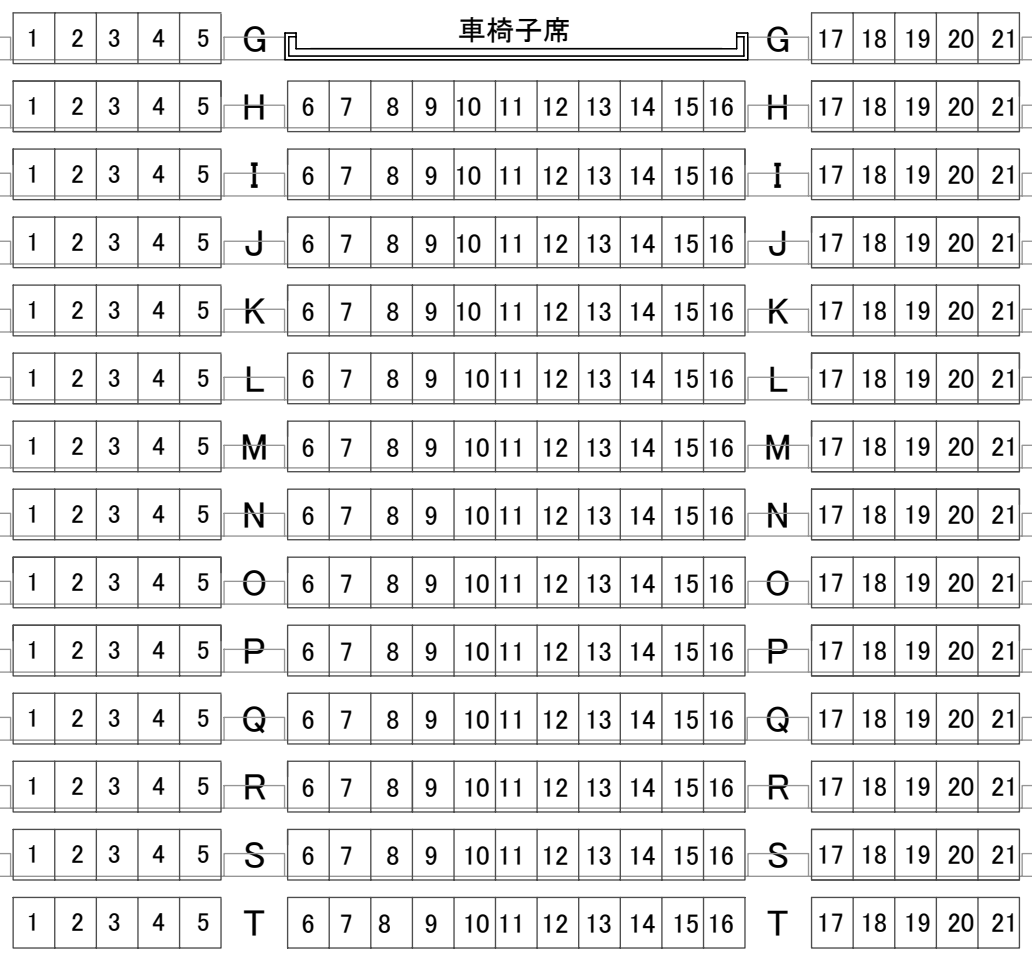 1 2 3 4 5 G 車椅子席 G 17 18 19 20 21
1 2 3 4 5 H 6 7 8 9 10 11 12 13 14 15 16 H 17 18 19 20 21
1 2 3 4 5 I 6 7 8 9 10 11 12 13 14 15 16 I 17 18 19 20 21
1 2 3 4 5 J 6 7 8 9 10 11 12 13 14 15 16 J 17 18 19 20 21
1 2 3 4 5 K 6 7 8 9 10 11 12 13 14 15 16 K 17 18 19 20 21
1 2 3 4 5 L 6 7 8 9 10 11 12 13 14 15 16 L 17 18 19 20 21
1 2 3 4 5 M 6 7 8 9 10 11 12 13 14 15 16 M 17 18 19 20 21
1 2 3 4 5 N 6 7 8 9 10 11 12 13 14 15 16 N 17 18 19 20 21
1 2 3 4 5 O 6 7 8 9 10 11 12 13 14 15 16 O 17 18 19 20 21
1 2 3 4 5 P 6 7 8 9 10 11 12 13 14 15 16 P 17 18 19 20 21
1 2 3 4 5 Q 6 7 8 9 10 11 12 13 14 15 16 Q 17 18 19 20 21
1 2 3 4 5 R 6 7 8 9 10 11 12 13 14 15 16 R 17 18 19 20 21
1 2 3 4 5 S 6 7 8 9 10 11 12 13 14 15 16 S 17 18 19 20 21
1 2 3 4 5 T 6 7 8 9 10 11 12 13 14 15 16 T 17 18 19 20 21